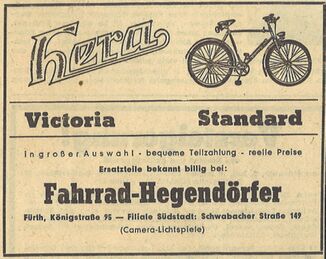 Hera
Victoria Standard
In großer Auswahl - bequeme Teilzahlung - reelle Preise
Ersatzteile bekannt billig bei:
Fahrrad-Hegendörfer
Fürth, Königstraße 95 — Filiale Südstadt: Schwabacher Straße 149
(Camera-Lichtspiele)